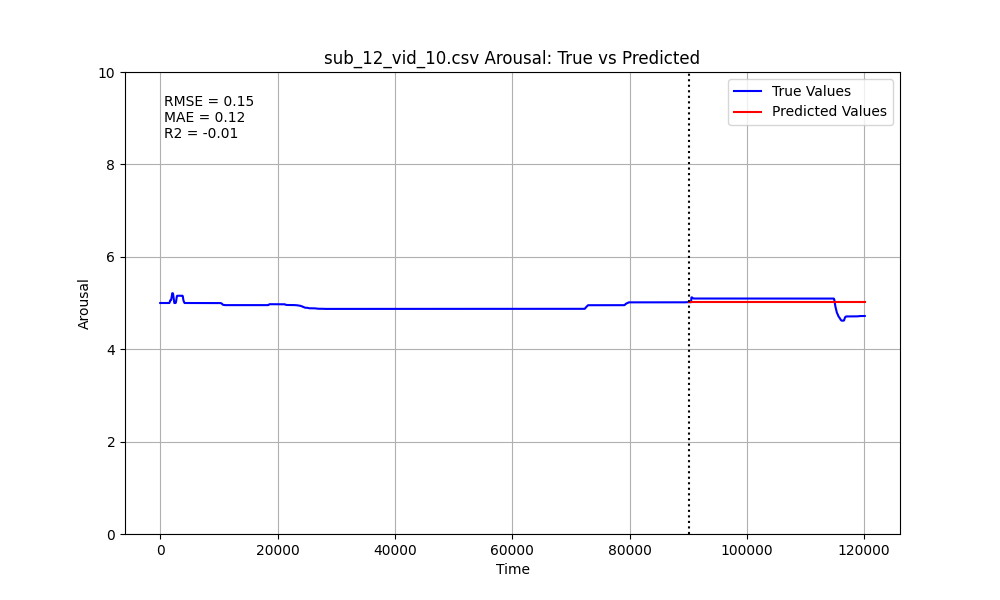 sub_12_vid_10.csv Arousal: True vs Predicted
RMSE = 0.15
MAE = 0.12
R2 = -0.01
True Values
Predicted Values
Arousal
10
8
6
4
2
0
0
20000
40000
60000
80000
100000
120000
Time